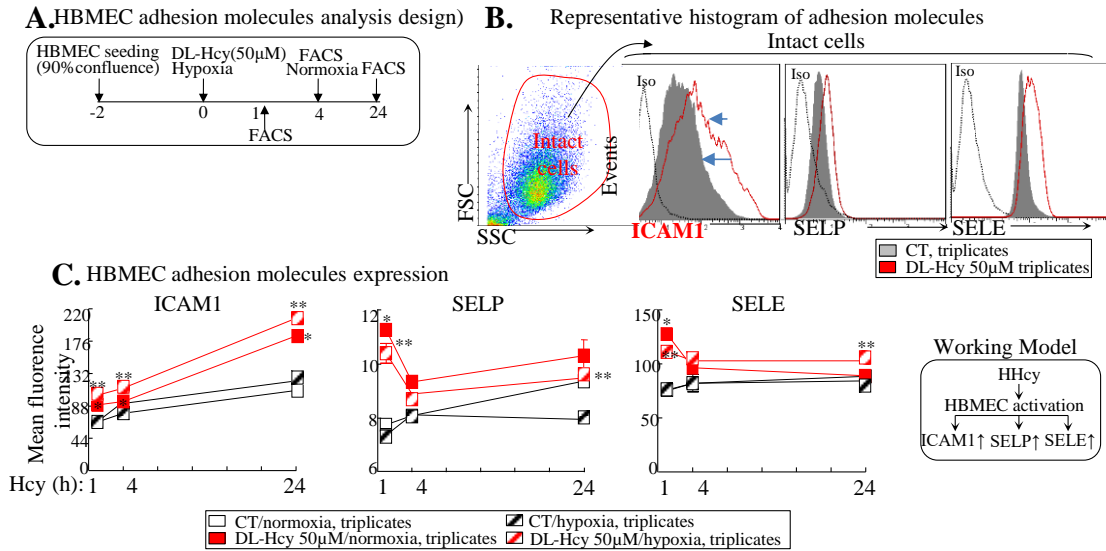 A. HBMEC adhesion molecules analysis design)
HBMEC seeding
(90% confluence)
DL-Hcy(50µM)
Hypoxia
FACS
Normoxia
FACS
-2
0
1
4
24
FACS
B. Representative histogram of adhesion molecules
Intact cells
FSC
SSC
Intact
cells
Events
Iso
Iso
Iso
2
3
4
ICAM1
SELP
SELE
CT, triplicates
DL-Hcy 50µM triplicates
C. HBMEC adhesion molecules expression
ICAM1
SELP
SELE
Mean fluorence
intensity
220
176
132
88
44
0
**
**
*
*
**
*
12
10
8
6
*
**
**
150
100
50
0
*
**
**
Hcy (h):
1
4
24
1
4
24
1
4
24
CT/normoxia, triplicates
CT/hypoxia, triplicates
DL-Hcy 50µM/normoxia, triplicates
DL-Hcy 50µM/hypoxia, triplicates
Working Model
HHcy
HBMEC activation
ICAM1↑ SELP↑ SELE↑